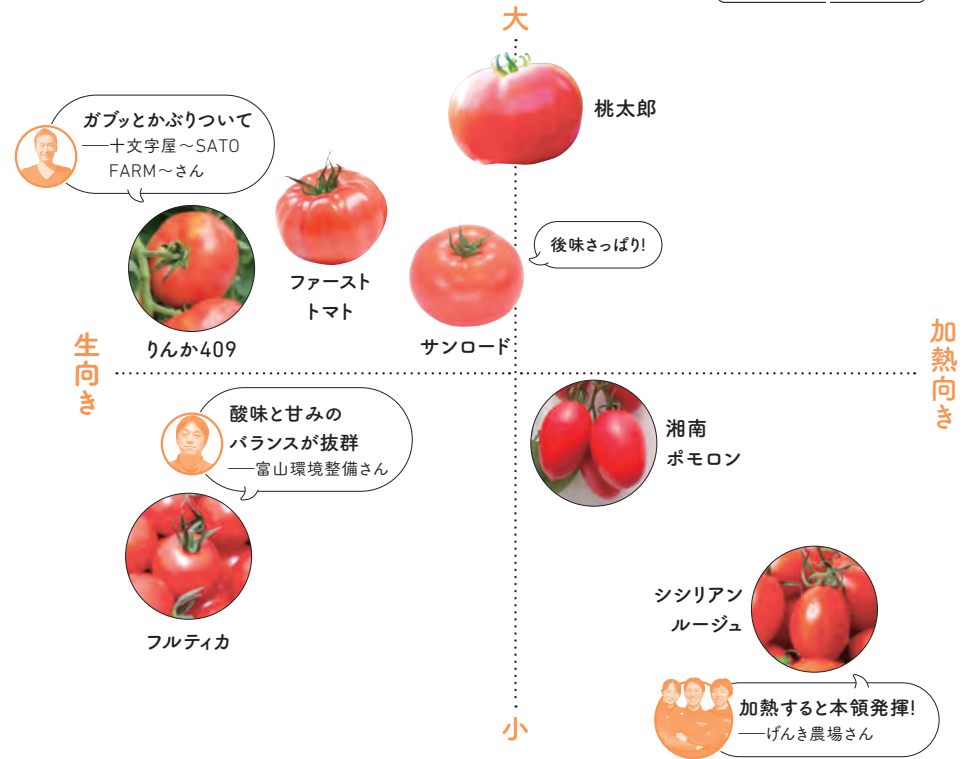 大
桃太郎
ガブッとかぶりついて
──十文字屋〜SATO
FARM〜さん
ファースト
トマト
後味さっぱり!
りんか409
サンロード
生向き
加熱向き
酸味と甘みの
バランスが抜群
──富山環境整備さん
湘南
ポモロン
フルティカ
シシリアン
ルージュ
加熱すると本領発揮!
──げんき農場さん
小